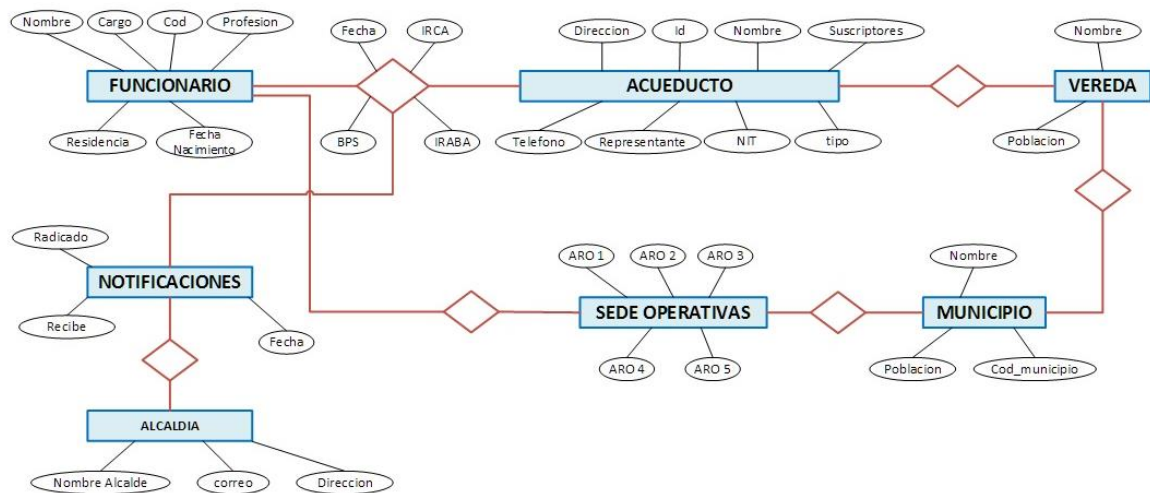 Nombre
Cargo
Cod
Profesion
FUNCIONARIO
Residencia
Fecha
Nacimiento
Fecha
IRCA
BPS
IRABA
Direccion
Id
Nombre
Suscriptores
ACUEDUCTO
Telefono
Representante
NIT
tipo
Nombre
VEREDA
Poblacion
Radicado
NOTIFICACIONES
Recibe
Fecha
ARO 1
ARO 2
ARO 3
SEDE OPERATIVAS
ARO 4
ARO 5
Nombre
MUNICIPIO
Poblacion
Cod_municipio
ALCALDIA
Nombre Alcalde
correo
Direccion